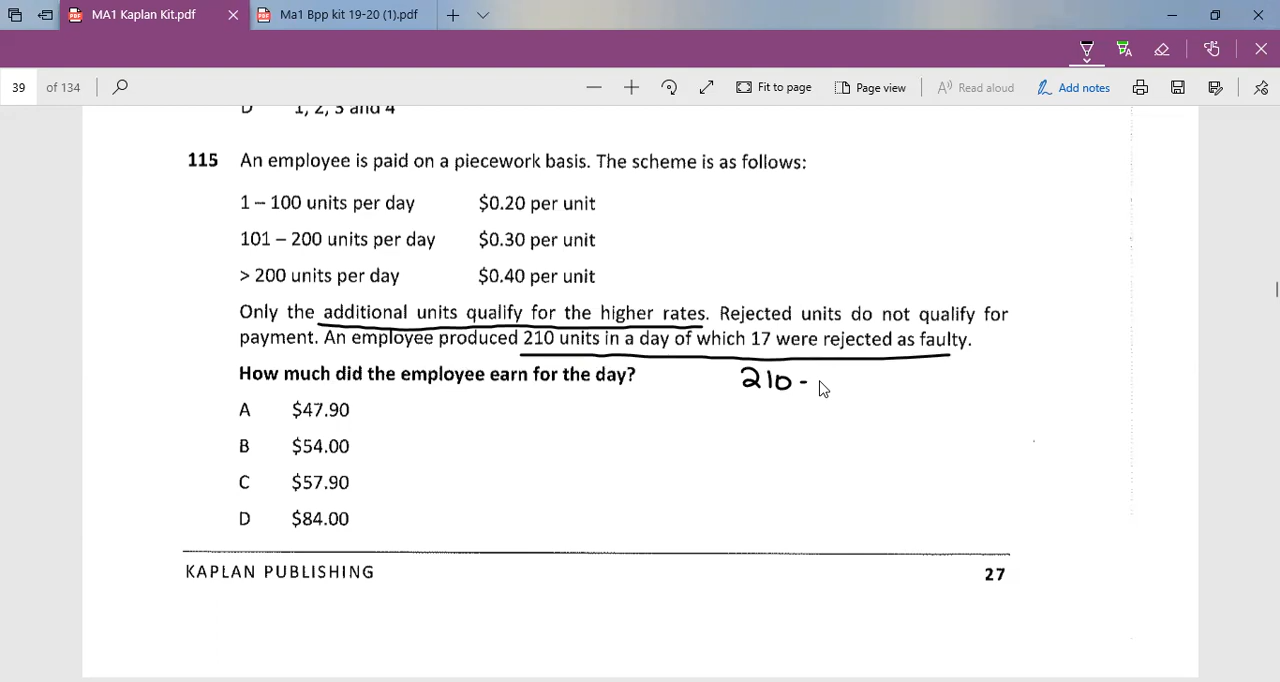 MA1 Kaplan Kit.pdf
Ma1 Bpp kit 19-20 (1).pdf
39 of 134
Fit to page
Page view
Read aloud
Add notes
D 1, 2, 3 and 4
115 An employee is paid on a piecework basis. The scheme is as follows:
1 – 100 units per day $0.20 per unit
101 – 200 units per day $0.30 per unit
> 200 units per day $0.40 per unit
Only the additional units qualify for the higher rates. Rejected units do not qualify for
payment. An employee produced 210 units in a day of which 17 were rejected as faulty.
How much did the employee earn for the day?
210 -
A $47.90
B $54.00
C $57.90
D $84.00
KAPLAN PUBLISHING 27